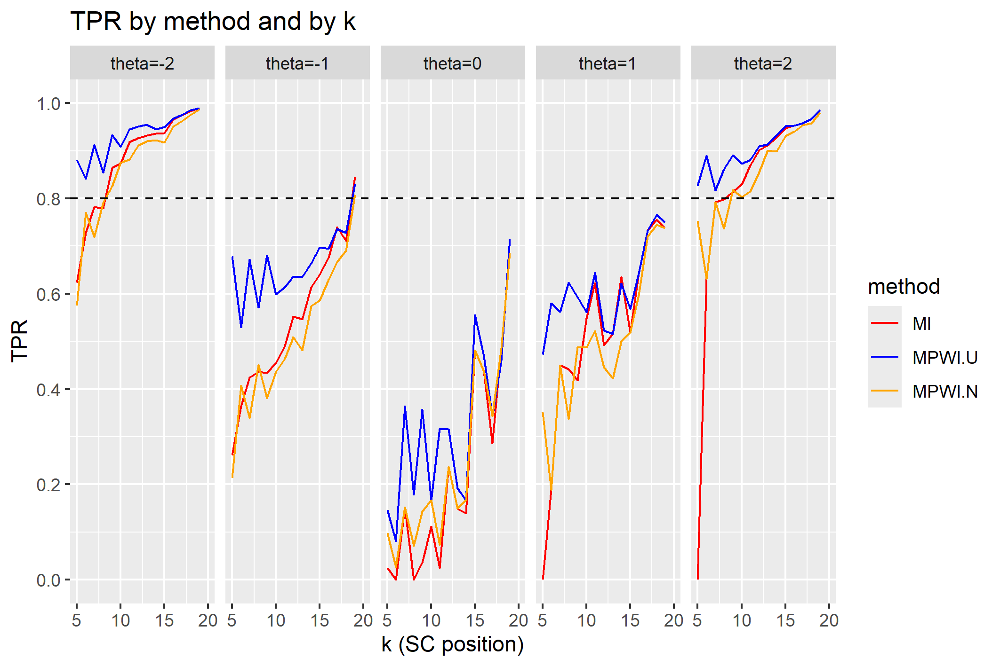 TPR by method and by k
theta=-2 theta=-1 theta=0 theta=1 theta=2
1.0
0.8
0.6
0.4
0.2
0.0
TPR
5 10 15 20 5 10 15 20 5 10 15 20 5 10 15 20 5 10 15 20
k (SC position)
method
MI
MPWI.U
MPWI.N